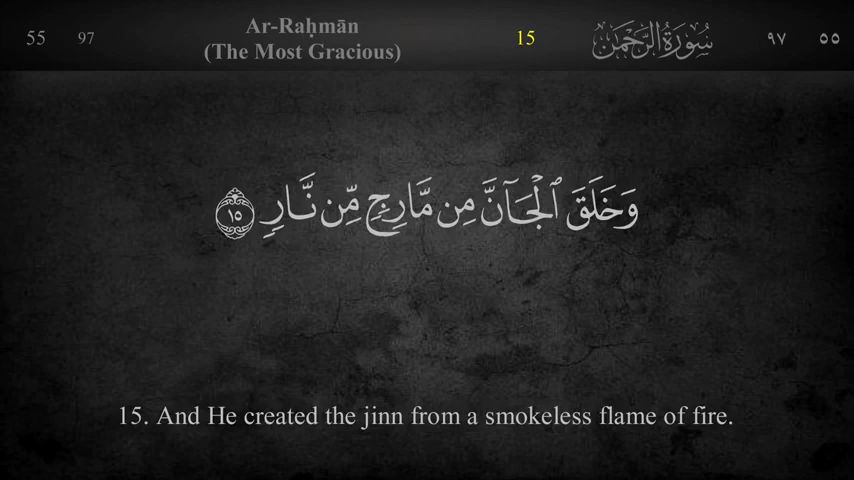 55 97 Ar-Raḥmān 15 سُورَةُ الرَّحْمَٰن ٩٧ ٥٥
(The Most Gracious)
وَخَلَقَ ٱلْجَآنَّ مِن مَّارِجٍ مِّن نَّارٍ ١٥
15. And He created the jinn from a smokeless flame of fire.